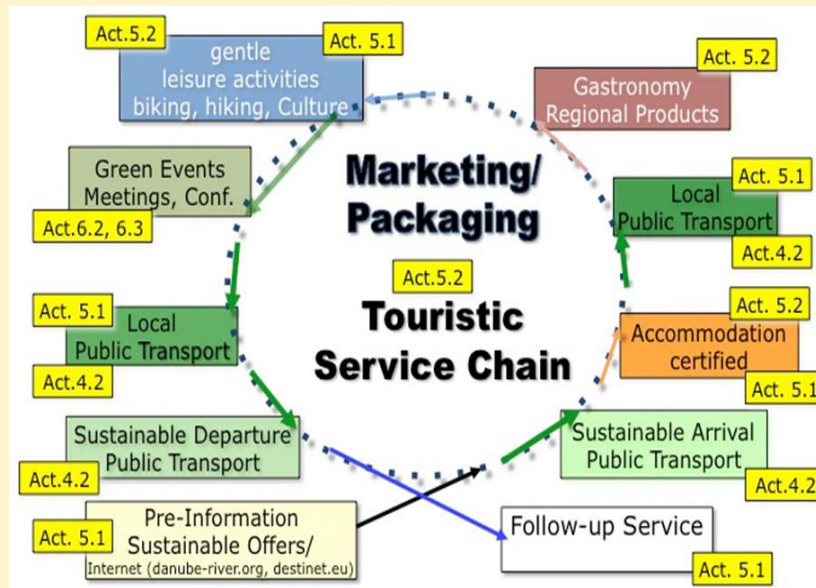 Act.5.2
Act. 5.1
gentle
leisure activities
biking, hiking, Culture
Act. 5.2
Gastronomy
Regional Products
Green Events
Meetings, Conf.
Act.6.2, 6.3
Marketing/
Packaging
Act.5.2
Touristic
Service Chain
Act. 5.1
Local
Public Transport
Act.4.2
Act. 5.1
Local
Public Transport
Act.4.2
Act. 5.2
Accommodation
certified
Act. 5.1
Sustainable Departure
Public Transport
Act.4.2
Sustainable Arrival
Public Transport
Act.4.2
Act. 5.1
Pre-Information
Sustainable Offers/
Internet (danube-river.org, destinet.eu)
Follow-up Service
Act. 5.1